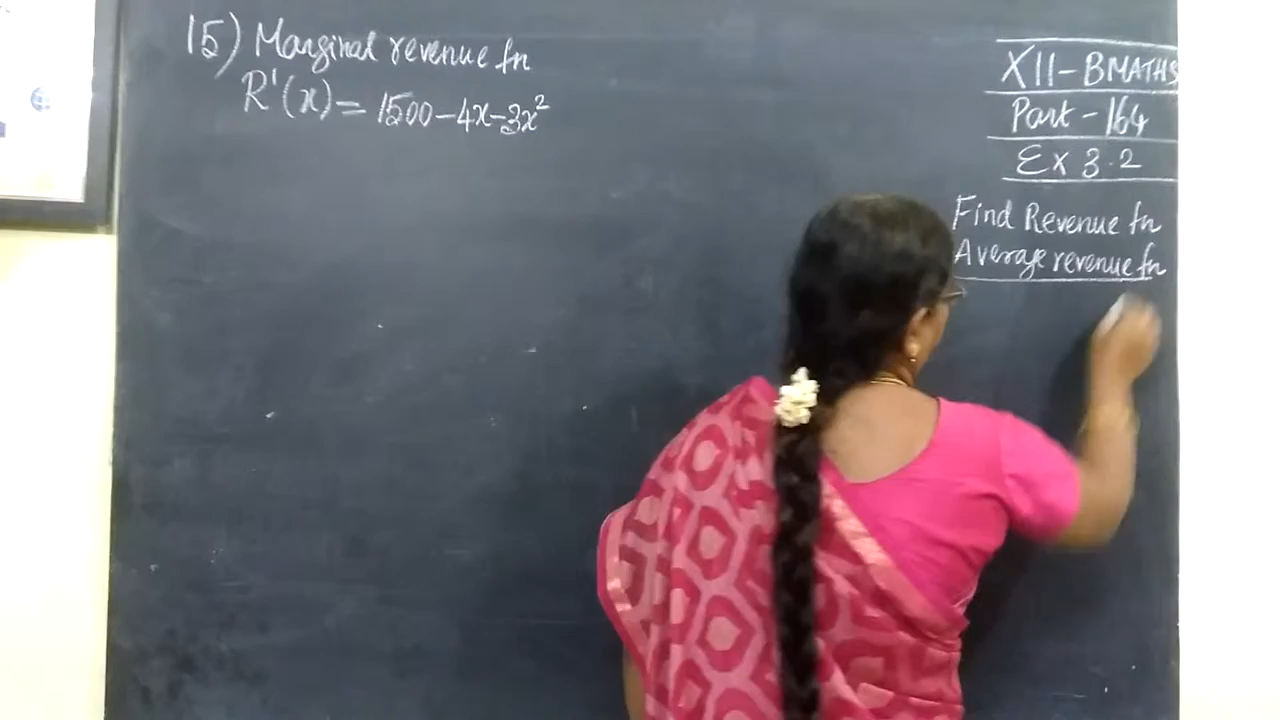 15) Marginal revenue fn
R'(x) = 1500-4x-3x²
XII-BMATHS
Part-164
Ex 3.2
Find Revenue fn
Average revenue fn